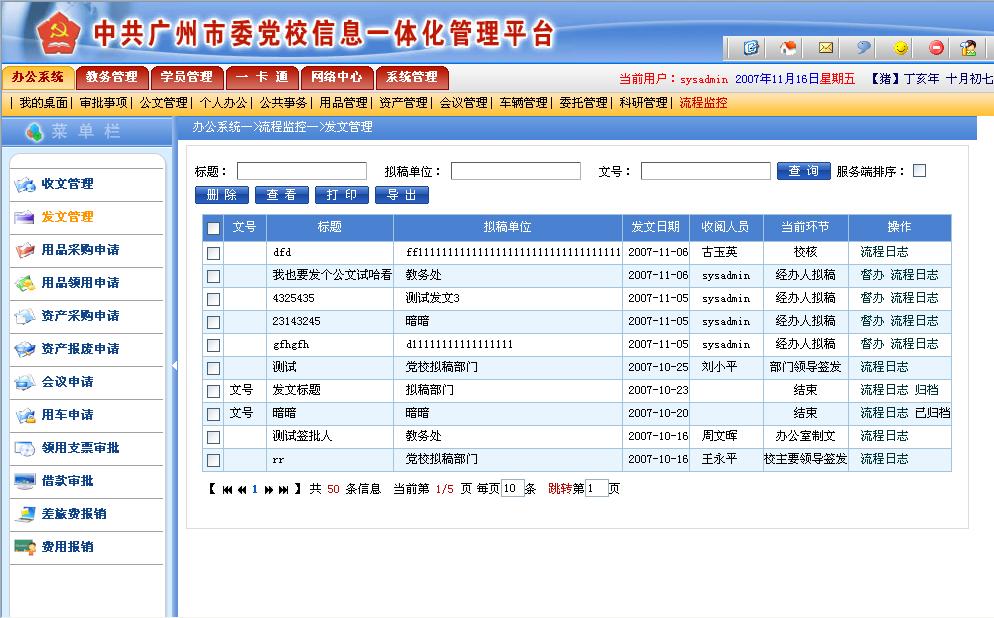 中共广州市委党校信息一体化管理平台
办公系统 教务管理 学员管理 一 卡 通 网络中心 系统管理
当前用户：sysadmin 2007年11月16日星期五 【猪】丁亥年 十月初七
| 我的桌面| 审批事项| 公文管理| 个人办公| 公共事务| 用品管理| 资产管理| 会议管理| 车辆管理| 委托管理| 科研管理| 流程监控
菜 单 栏
收文管理
发文管理
用品采购申请
用品领用申请
资产采购申请
资产报废申请
会议申请
用车申请
领用支票审批
借款审批
差旅费报销
费用报销
办公系统—>流程监控—>发文管理
标题： 拟稿单位： 文号： 查 询 服务端排序：
删 除 查 看 打 印 导 出
文号 标题 拟稿单位 发文日期 收阅人员 当前环节 操作
dfd ff1111111111111111111111111111111111 2007-11-06 古玉英 校核 流程日志
我也要发个公文试哈看 教务处 2007-11-06 sysadmin 经办人拟稿 督办 流程日志
4325435 测试发文3 2007-11-05 sysadmin 经办人拟稿 督办 流程日志
23143245 暗暗 2007-11-05 sysadmin 经办人拟稿 督办 流程日志
gfhgfh d11111111111111111 2007-11-05 sysadmin 经办人拟稿 督办 流程日志
测试 党校拟稿部门 2007-10-25 刘小平 部门领导签发 流程日志
文号 发文标题 拟稿部门 2007-10-23 结束 流程日志 归档
文号 暗暗 暗暗 2007-10-20 结束 流程日志 已归档
测试签批人 教务处 2007-10-16 周文晖 办公室制文 流程日志
rr 党校拟稿部门 2007-10-16 王永平 校主要领导签发 流程日志
【 1 】 共 50 条信息 当前第 1/5 页 每页10条 跳转第1页